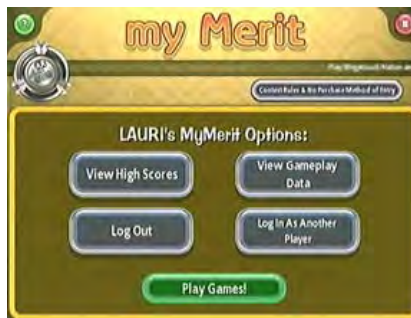 my Merit
Contest Rules & No Purchase Method of Entry
LAURI's MyMerit Options:
View High Scores
View Gameplay
Data
Log Out
Log In As Another
Player
Play Games!